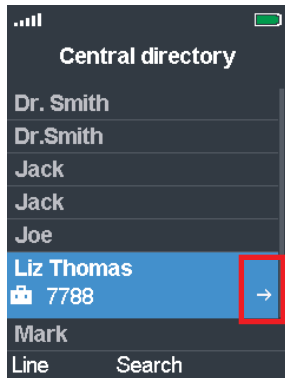 Central directory
Dr. Smith
Dr.Smith
Jack
Jack
Joe
Liz Thomas
7788
Mark
Line Search